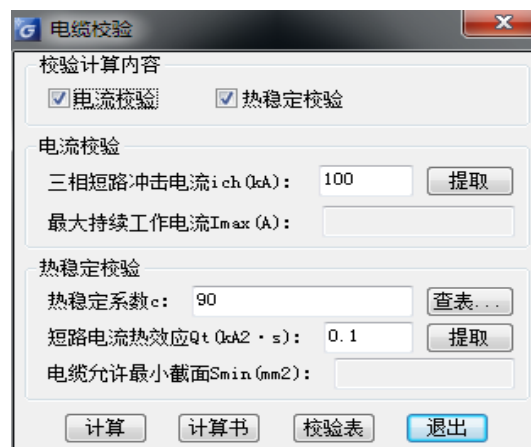 电缆校验
校验计算内容
电流校验 热稳定校验
电流校验
三相短路冲击电流ich(kA): 100 提取
最大持续工作电流Imax(A):
热稳定校验
热稳定系数c: 90 查表...
短路电流热效应Qt(kA2·s): 0.1 提取
电缆允许最小截面Smin(mm2):
计算 计算书 校验表 退出